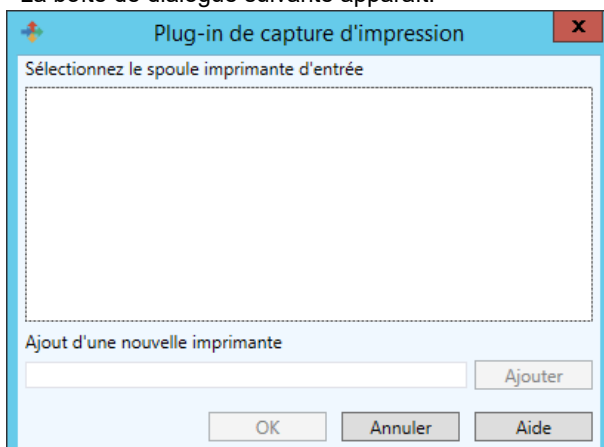 La boîte de dialogue suivante apparaît.
Plug-in de capture d'impression
x
Sélectionnez le spoule imprimante d'entrée
Ajout d'une nouvelle imprimante
Ajouter
OK Annuler Aide